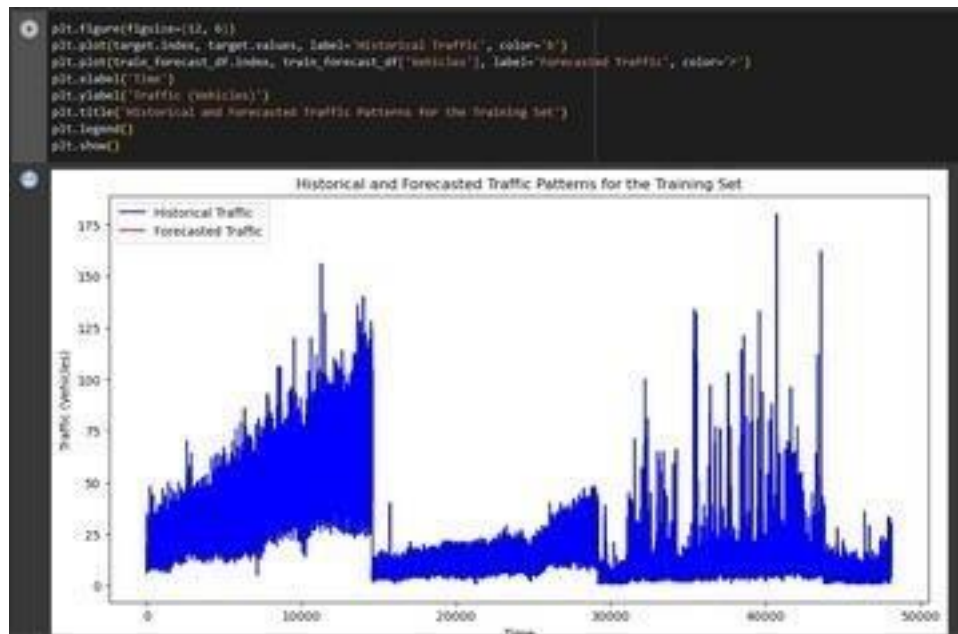 plt.figure(figsize=(12, 6))
plt.plot(target.index, target.values, label='Historical Traffic', color='b')
plt.plot(train_forecast_df.index, train_forecast_df['Vehicles'], label='Forecasted Traffic', color='r')
plt.xlabel('Time')
plt.ylabel('Traffic (Vehicles)')
plt.title('Historical and Forecasted Traffic Patterns for the Training Set')
plt.legend()
plt.show()
Historical and Forecasted Traffic Patterns for the Training Set
Historical Traffic
Forecasted Traffic
175
150
125
100
75
50
25
0
Traffic (Vehicles)
0 10000 20000 30000 40000 50000
Time